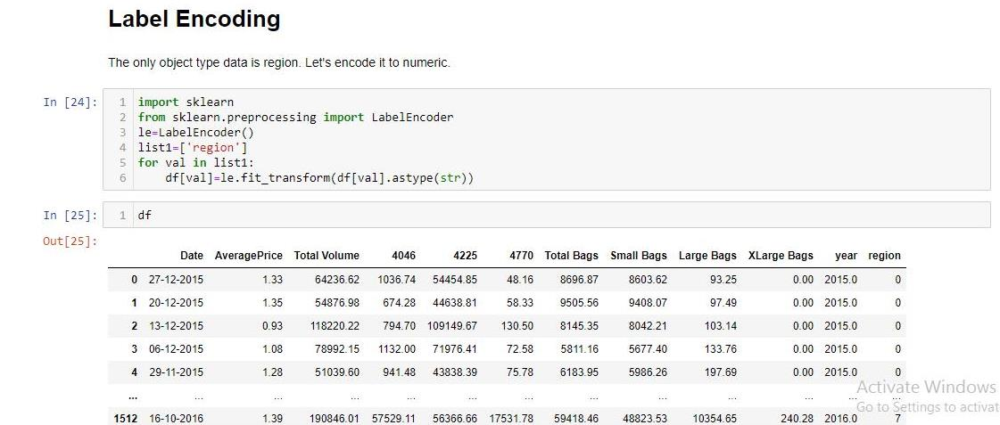 Label Encoding
The only object type data is region. Let's encode it to numeric.
In [24]:
1 import sklearn
2 from sklearn.preprocessing import LabelEncoder
3 le=LabelEncoder()
4 list1=['region']
5 for val in list1:
6 df[val]=le.fit_transform(df[val].astype(str))
In [25]: 1 df
Out[25]:
Date AveragePrice Total Volume 4046 4225 4770 Total Bags Small Bags Large Bags XLarge Bags year region
0 27-12-2015 1.33 64236.62 1036.74 54454.85 48.16 8696.87 8603.62 93.25 0.00 2015.0 0
1 20-12-2015 1.35 54876.98 674.28 44638.81 58.33 9505.56 9408.07 97.49 0.00 2015.0 0
2 13-12-2015 0.93 118220.22 794.70 109149.67 130.50 8145.35 8042.21 103.14 0.00 2015.0 0
3 06-12-2015 1.08 78992.15 1132.00 71976.41 72.58 5811.16 5677.40 133.76 0.00 2015.0 0
4 29-11-2015 1.28 51039.60 941.48 43838.39 75.78 6183.95 5986.26 197.69 0.00 2015.0 0
... ... ... ... ... ... ... ... ... ... ... ... ...
1512 16-10-2016 1.39 190846.01 57529.11 56366.66 17531.78 59418.46 48823.53 10354.65 240.28 2016.0 7
Activate Windows
Go to Settings to activat